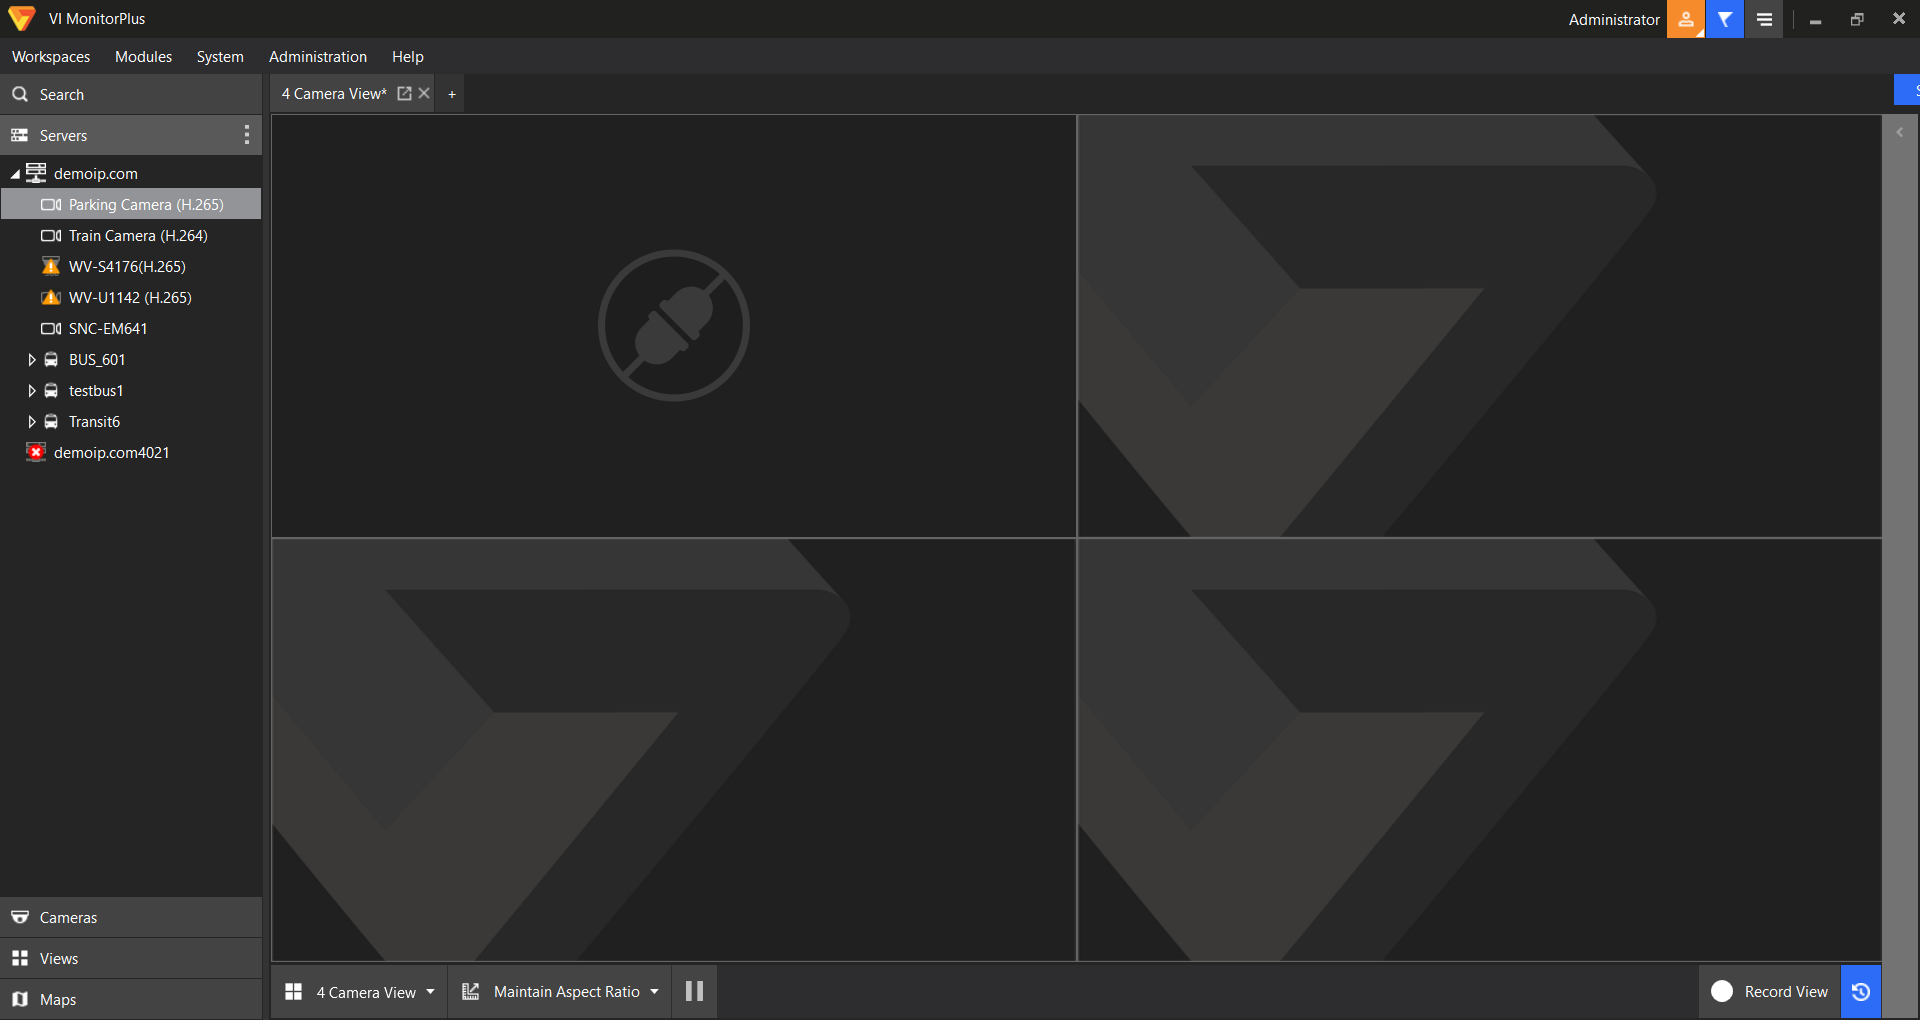 VI MonitorPlus
Administrator
Workspaces Modules System Administration Help
Search
4 Camera View* +
Servers
demoip.com
Parking Camera (H.265)
Train Camera (H.264)
WV-S4176(H.265)
WV-U1142 (H.265)
SNC-EM641
BUS_601
testbus1
Transit6
demoip.com4021
Cameras
Views
Maps
4 Camera View
Maintain Aspect Ratio
Record View